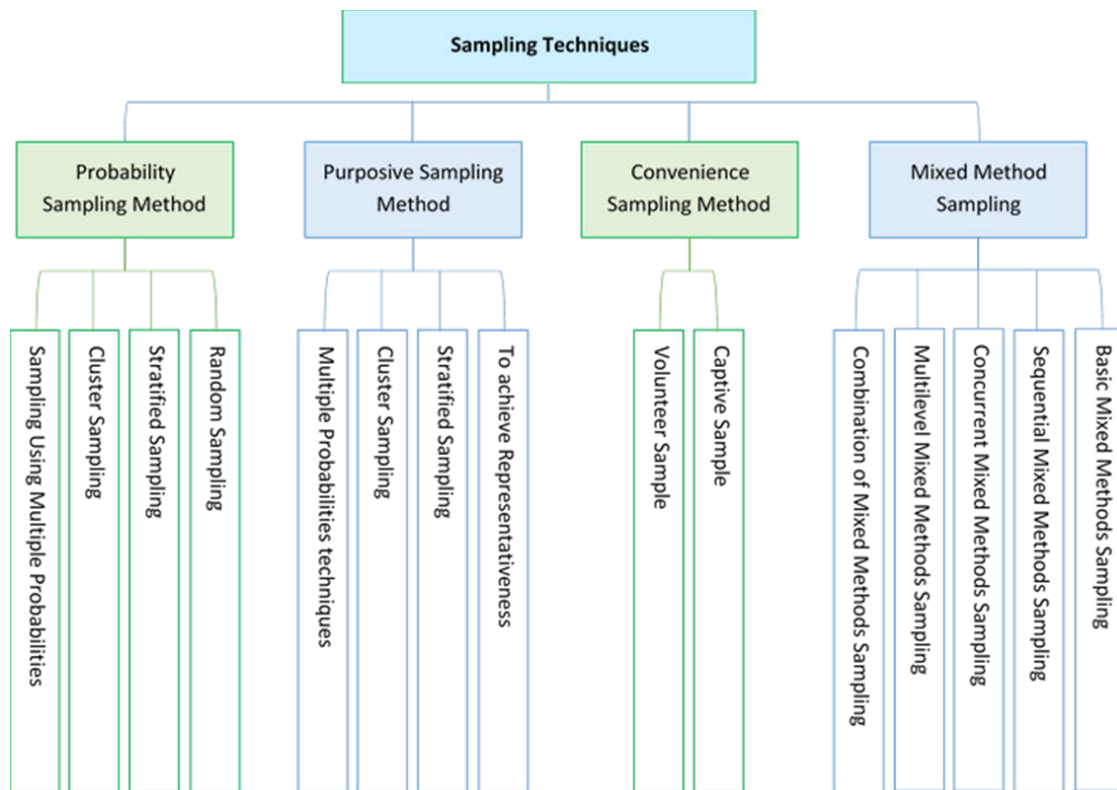 Sampling Techniques
Probability
Sampling Method
Purposive Sampling
Method
Convenience
Sampling Method
Mixed Method
Sampling
Sampling Using Multiple Probabilities
Cluster Sampling
Stratified Sampling
Random Sampling
Multiple Probabilities techniques
Cluster Sampling
Stratified Sampling
To achieve Representativeness
Volunteer Sample
Captive Sample
Combination of Mixed Methods Sampling
Multilevel Mixed Methods Sampling
Concurrent Mixed Methods Sampling
Sequential Mixed Methods Sampling
Basic Mixed Methods Sampling